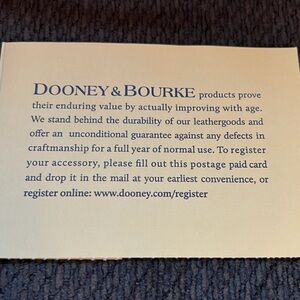 DOONEY & BOURKE products prove
their enduring value by actually improving with age.
We stand behind the durability of our leathergoods and
offer an unconditional guarantee against any defects in
craftmanship for a full year of normal use. To register
your accessory, please fill out this postage paid card
and drop it in the mail at your earliest convenience, or
register online: www.dooney.com/register